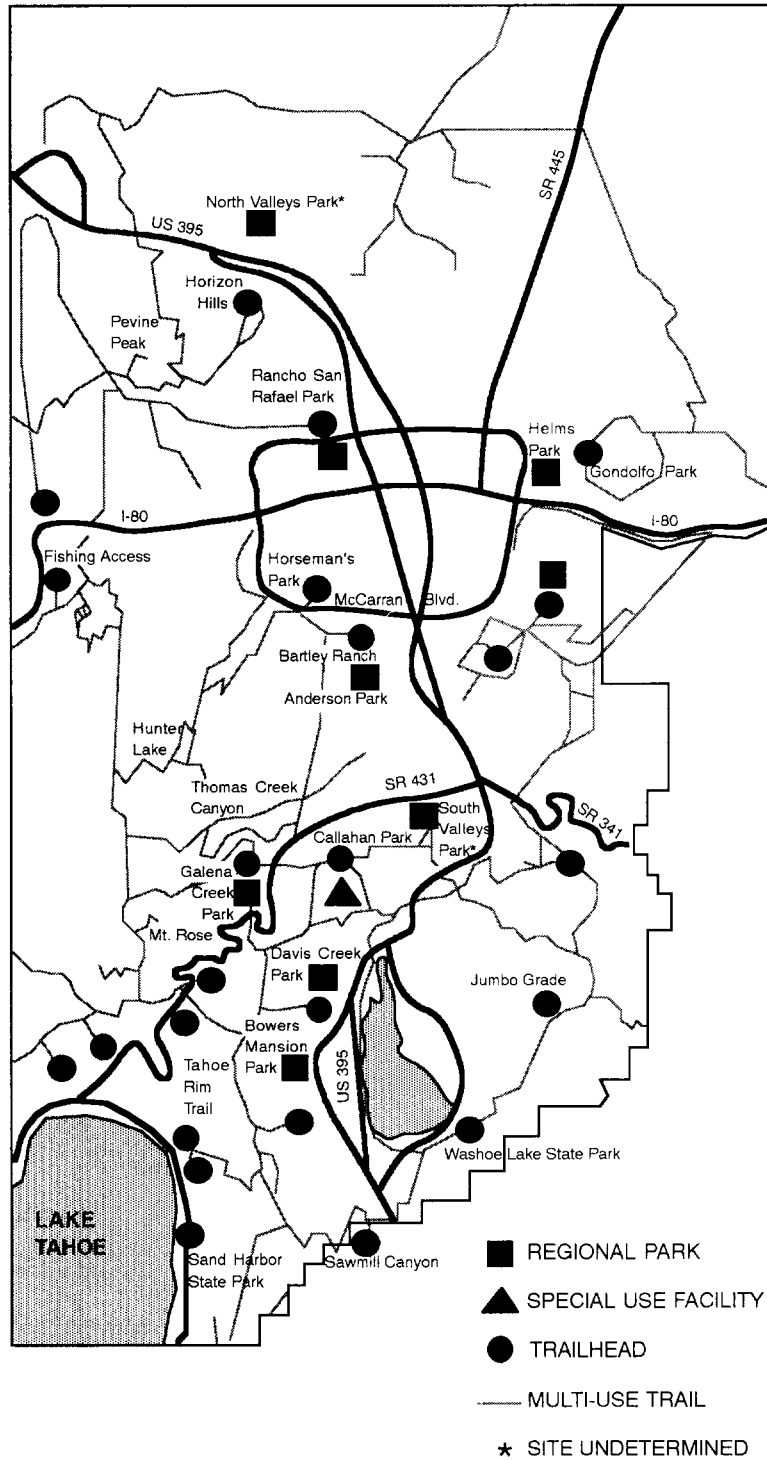 SR 445
North Valleys Park*
US 395
Horizon
Hills
Pevine
Peak
Rancho San
Rafael Park
Helms
Park
Gondolfo Park
I-80
I-80
Fishing Access
Horseman's
Park
McCarran Blvd.
Bartley Ranch
Anderson Park
Hunter
Lake
Thomas Creek
Canyon
SR 431
SR 341
South
Valleys
Park*
Callahan Park
Galena
Creek
Park
Mt. Rose
Davis Creek
Park
Jumbo Grade
Bowers
Mansion
Park
US 395
Tahoe
Rim
Trail
Washoe Lake State Park
LAKE
TAHOE
Sand Harbor
State Park
Sawmill Canyon
REGIONAL PARK
SPECIAL USE FACILITY
TRAILHEAD
MULTI-USE TRAIL
* SITE UNDETERMINED